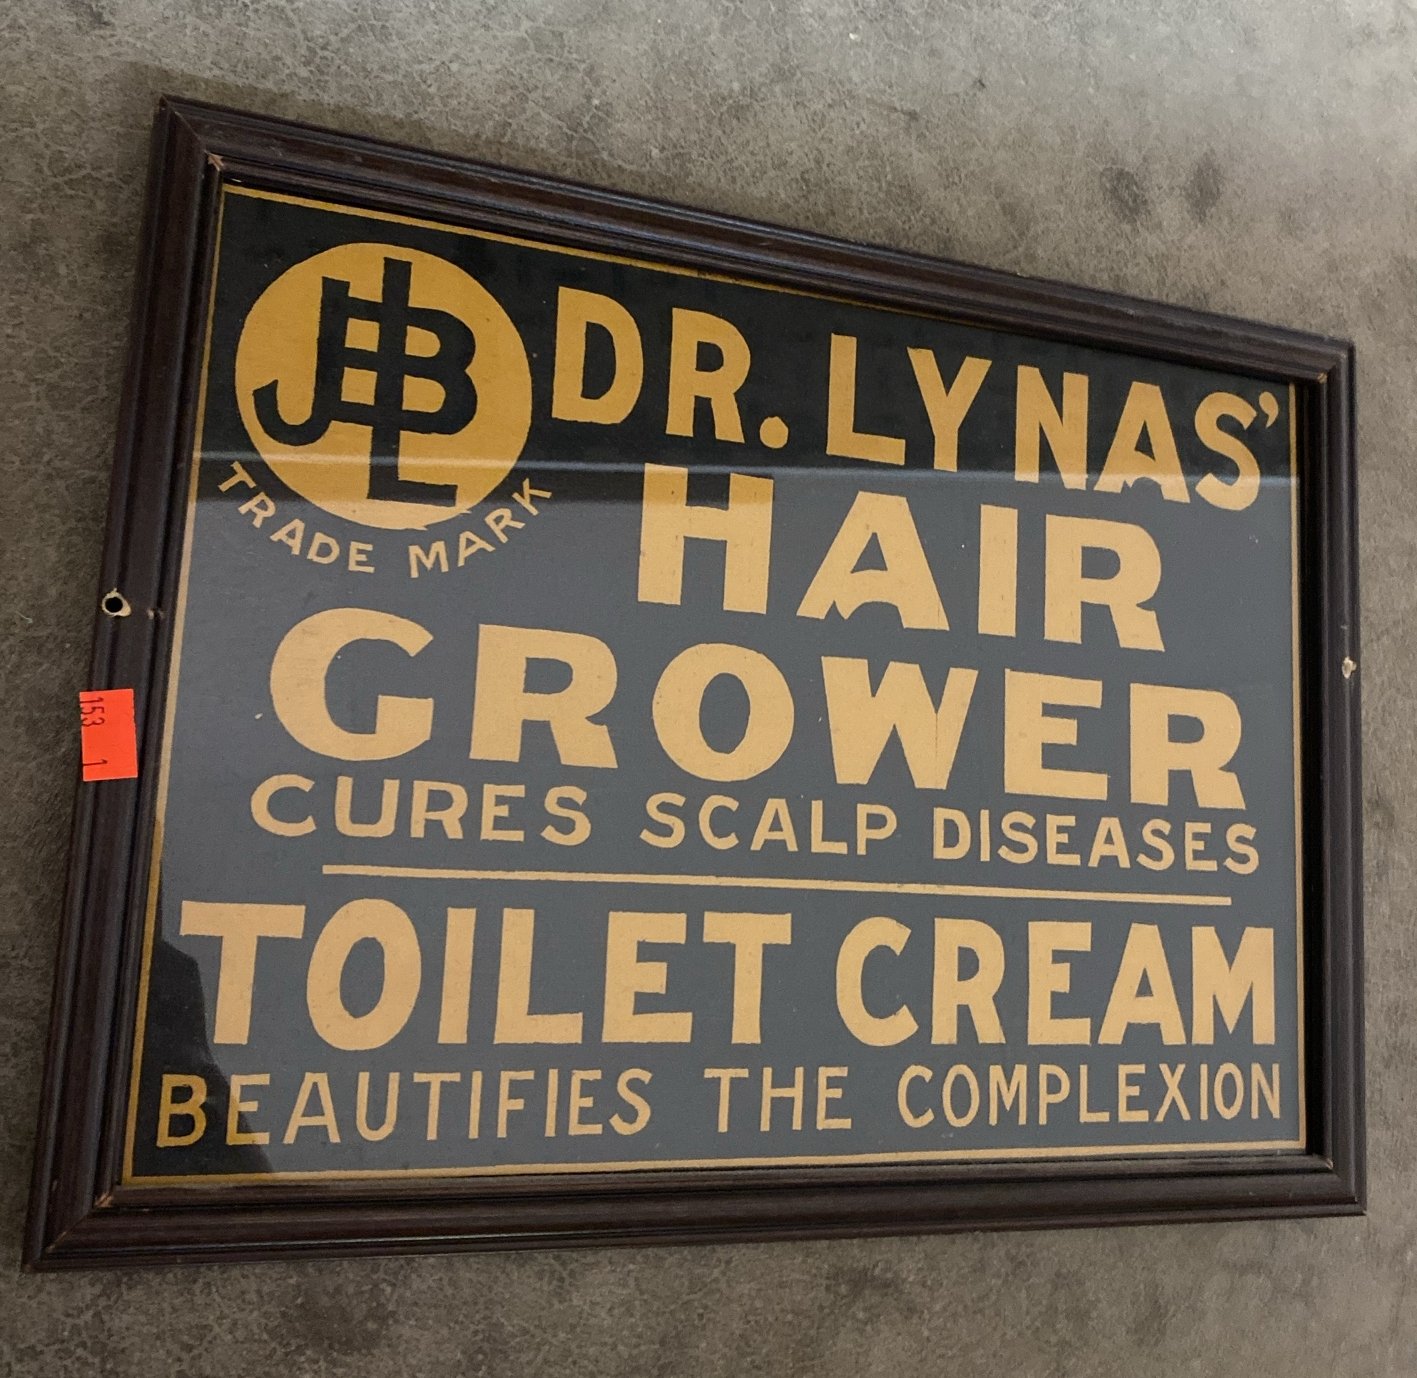 JBL
TRADE MARK
DR. LYNAS'
HAIR
GROWER
CURES SCALP DISEASES
TOILET CREAM
BEAUTIFIES THE COMPLEXION
153
1